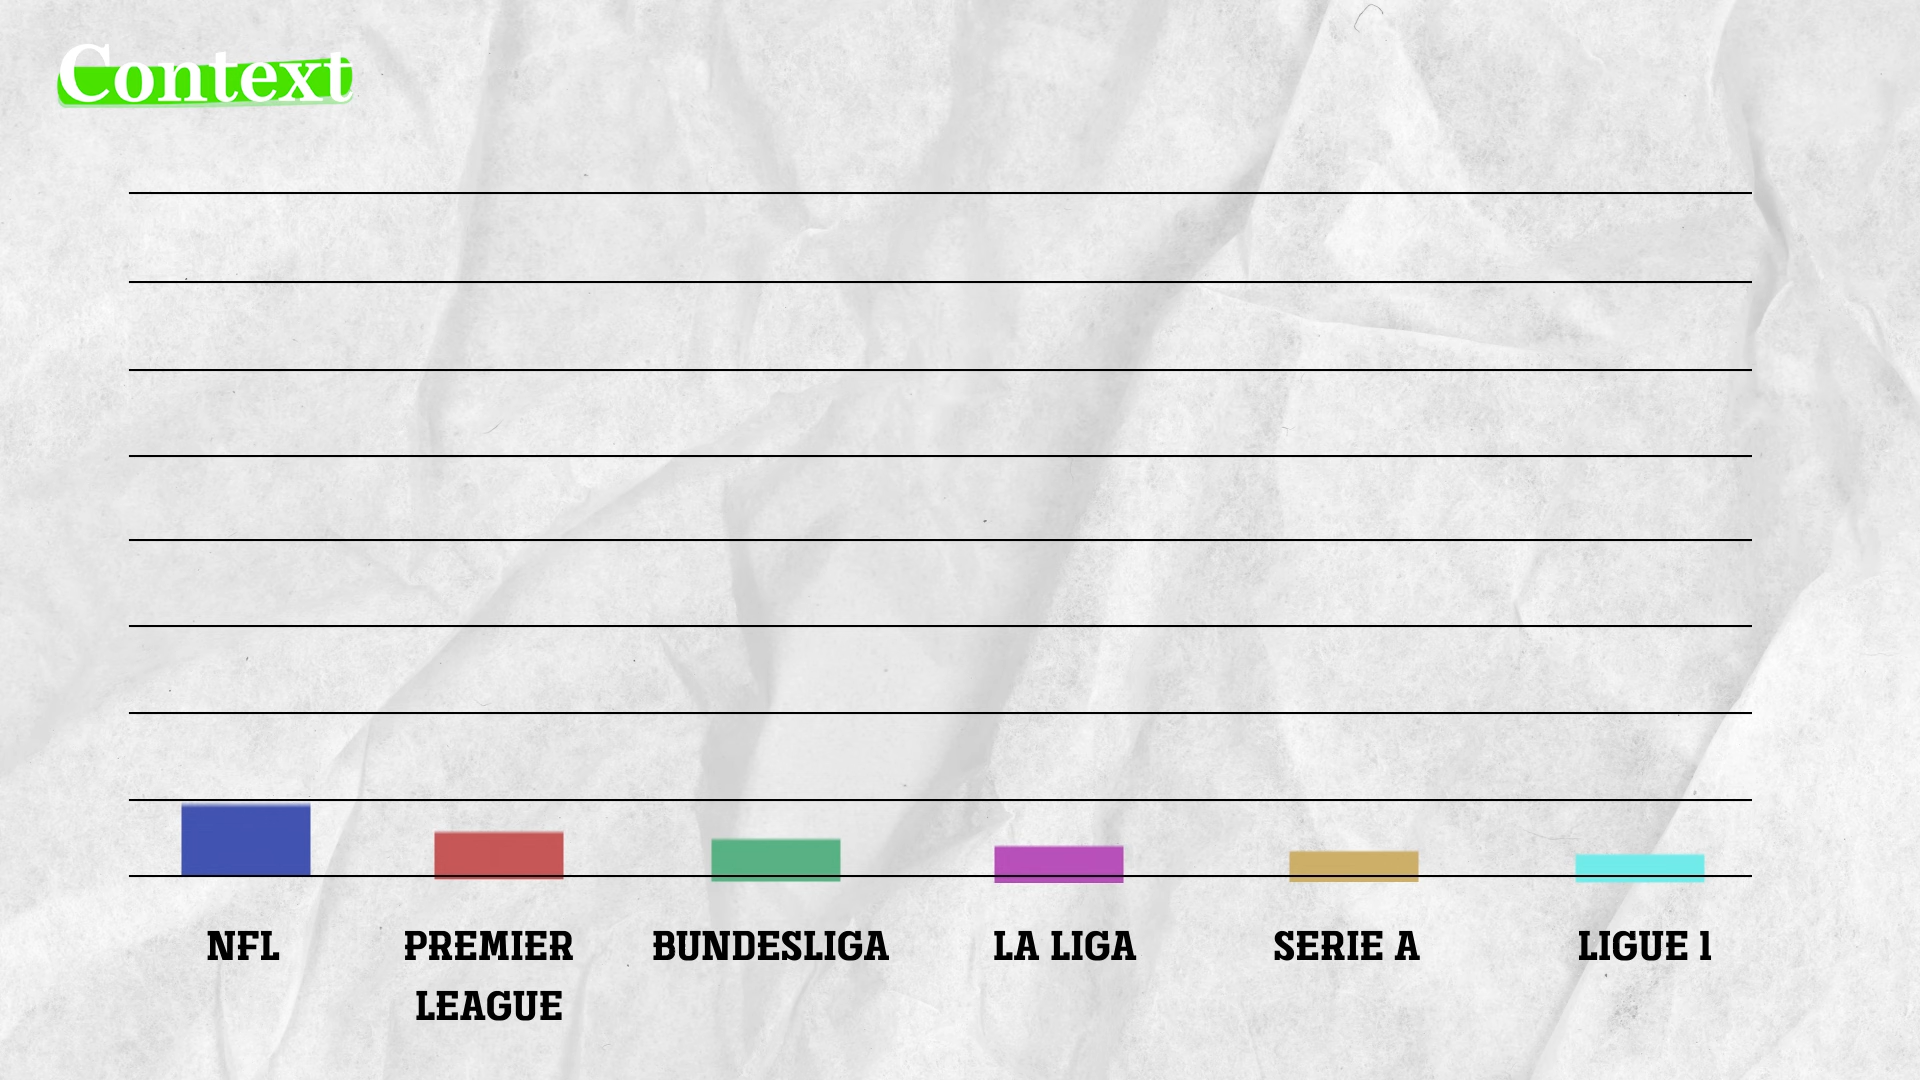 Context
NFL
PREMIER
LEAGUE
BUNDESLIGA
LA LIGA
SERIE A
LIGUE 1